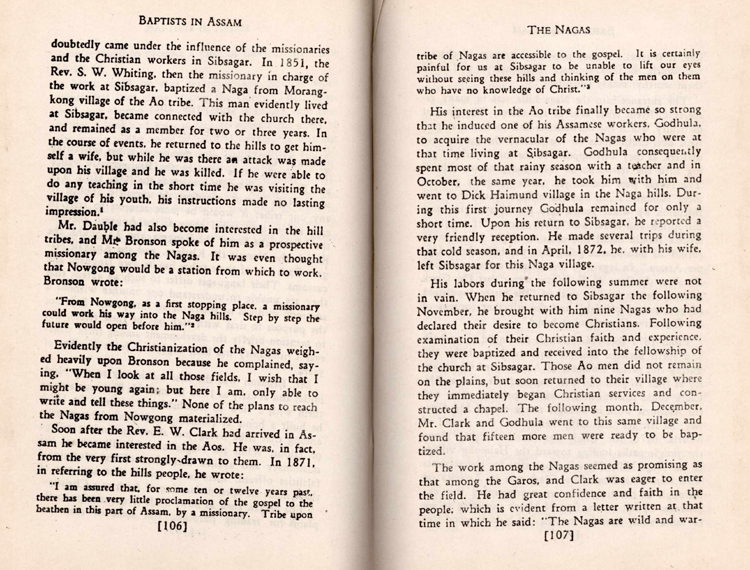 BAPTISTS IN ASSAM
doubtedly came under the influence of the missionaries
and the Christian workers in Sibsagar. In 1851, the
Rev. S. W. Whiting, then the missionary in charge of
the work at Sibsagar, baptized a Naga from Morang-
kong village of the Ao tribe. This man evidently lived
at Sibsagar, became connected with the church there,
and remained as a member for two or three years. In
the course of events, he returned to the hills to get him-
self a wife, but while he was there an attack was made
upon his village and he was killed. If he were able to
do any teaching in the short time he was visiting the
village of his youth, his instructions made no lasting
impression.¹
Mr. Dauble had also become interested in the hill
tribes, and Mr. Bronson spoke of him as a prospective
missionary among the Nagas. It was even thought
that Nowgong would be a station from which to work.
Bronson wrote:
"From Nowgong, as a first stopping place, a missionary
could work his way into the Naga hills. Step by step the
future would open before him."²
Evidently the Christianization of the Nagas weigh-
ed heavily upon Bronson because he complained, say-
ing, "When I look at all those fields, I wish that I
might be young again; but here I am, only able to
write and tell these things." None of the plans to reach
the Nagas from Nowgong materialized.
Soon after the Rev. E. W. Clark had arrived in As-
sam he became interested in the Aos. He was, in fact,
from the very first strongly drawn to them. In 1871,
in referring to the hills people, he wrote:
"I am assured that, for some ten or twelve years past,
there has been very little proclamation of the gospel to the
heathen in this part of Assam, by a missionary. Tribe upon
[106]
THE NAGAS
tribe of Nagas are accessible to the gospel. It is certainly
painful for us at Sibsagar to be unable to lift our eyes
without seeing these hills and thinking of the men on them
who have no knowledge of Christ."³
His interest in the Ao tribe finally became so strong
that he induced one of his Assamese workers, Godhula,
to acquire the vernacular of the Nagas who were at
that time living at Sibsagar. Godhula consequently
spent most of that rainy season with a teacher and in
October, the same year, he took him with him and
went to Dick Haimund village in the Naga hills. Dur-
ing this first journey Godhula remained for only a
short time. Upon his return to Sibsagar, he reported a
very friendly reception. He made several trips during
that cold season, and in April, 1872, he, with his wife,
left Sibsagar for this Naga village.
His labors during the following summer were not
in vain. When he returned to Sibsagar the following
November, he brought with him nine Nagas who had
declared their desire to become Christians. Following
examination of their Christian faith and experience,
they were baptized and received into the fellowship of
the church at Sibsagar. Those Ao men did not remain
on the plains, but soon returned to their village where
they immediately began Christian services and con-
structed a chapel. The following month, December,
Mr. Clark and Godhula went to this same village and
found that fifteen more men were ready to be bap-
tized.
The work among the Nagas seemed as promising as
that among the Garos, and Clark was eager to enter
the field. He had great confidence and faith in the
people, which is evident from a letter written at that
time in which he said: "The Nagas are wild and war-
[107]